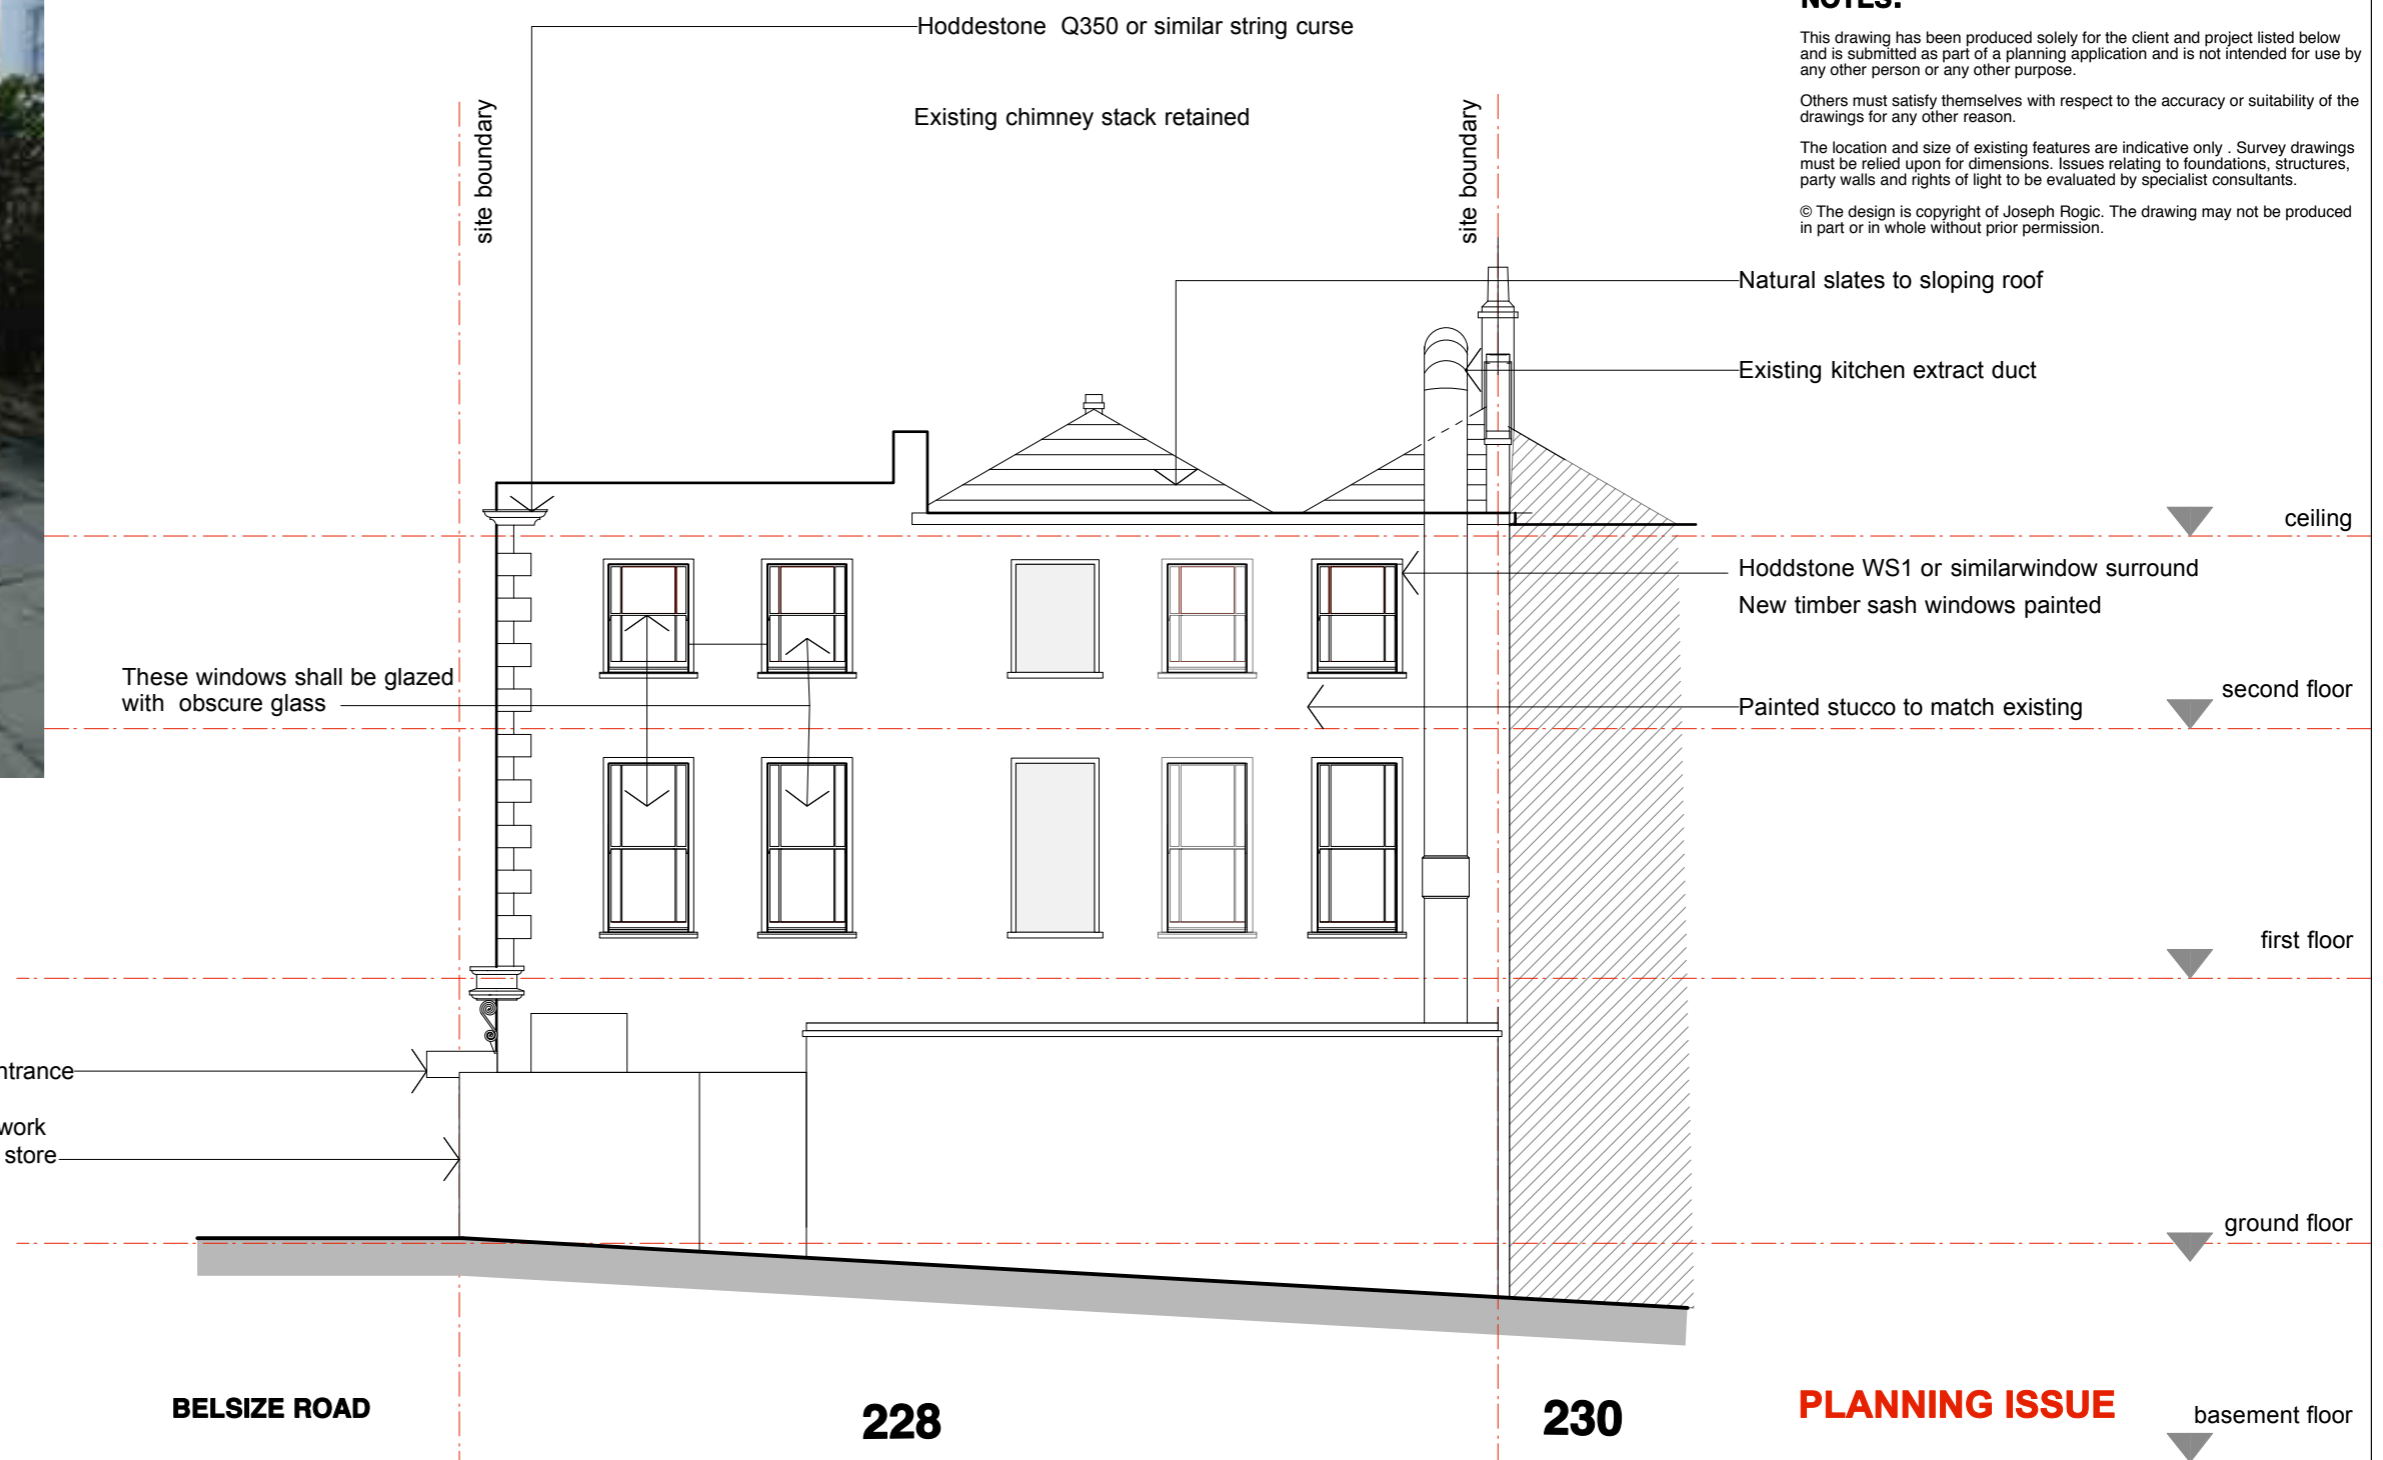 Hoddestone Q350 or similar string curse
Existing chimney stack retained
site boundary
site boundary
NOTES:
This drawing has been produced solely for the client and project listed below
and is submitted as part of a planning application and is not intended for use by
any other person or any other purpose.
Others must satisfy themselves with respect to the accuracy or suitability of the
drawings for any other reason.
The location and size of existing features are indicative only . Survey drawings
must be relied upon for dimensions. Issues relating to foundations, structures,
party walls and rights of light to be evaluated by specialist consultants.
© The design is copyright of Joseph Rogic. The drawing may not be produced
in part or in whole without prior permission.
Natural slates to sloping roof
Existing kitchen extract duct
ceiling
Hoddstone WS1 or similarwindow surround
New timber sash windows painted
These windows shall be glazed
with obscure glass
second floor
Painted stucco to match existing
first floor
ntrance
work
store
ground floor
BELSIZE ROAD
228
230
PLANNING ISSUE
basement floor